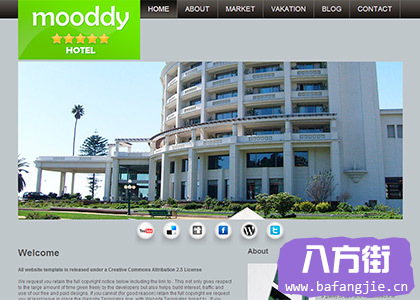 mooddy
HOTEL
HOME ABOUT MARKET VAKATION BLOG CONTACT
Welcome
About
All website template is released under a Creative Commons Attribution 2.5 License
We request you retain the full copyright notice below including the link to . This not only gives respect
to the large amount of time given freely by the developers but also helps build interest, traffic and
use of our free and paid designs. If you cannot (for good reason) retain the full copyright we request
八方街
www.bafangjie.com